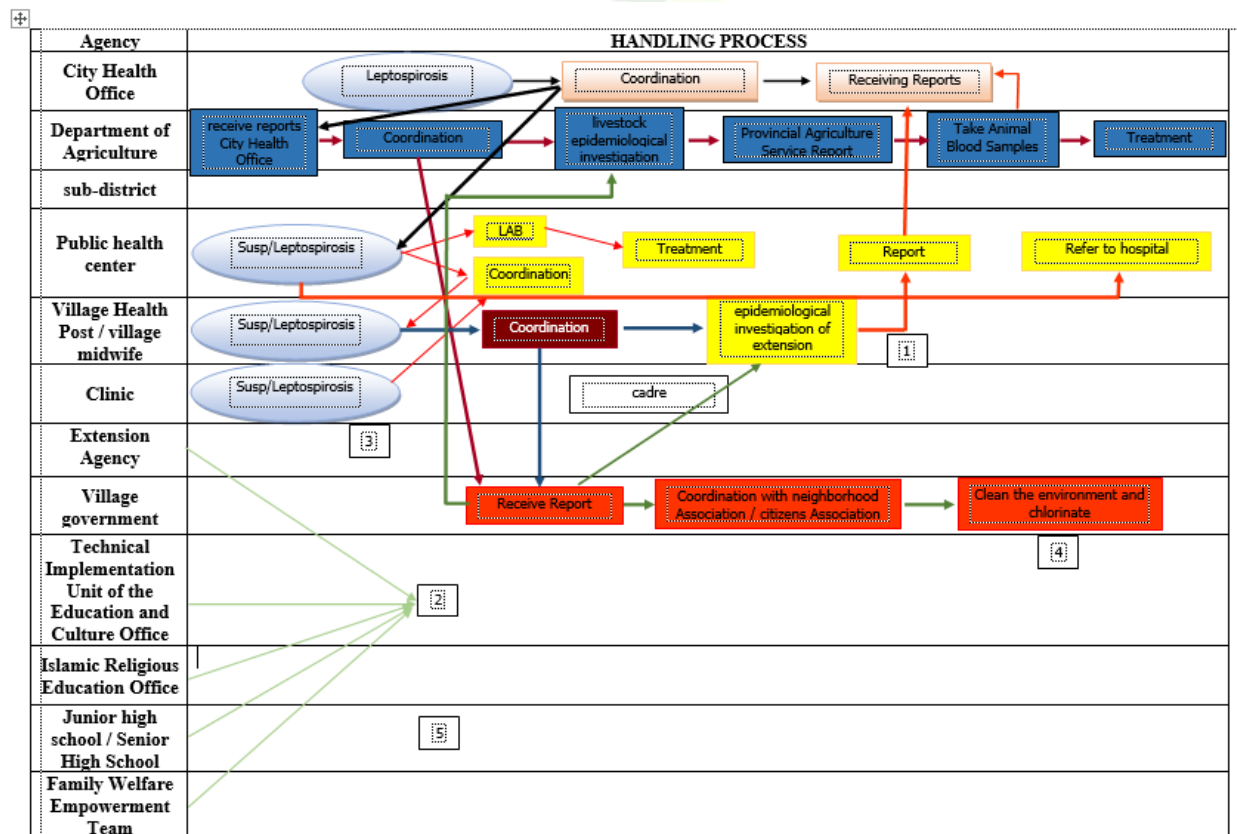 Agency
HANDLING PROCESS
City Health
Office
Leptospirosis
Coordination
Receiving Reports
Department of
Agriculture
receive reports
City Health
Office
Coordination
livestock
epidemiological
investigation
Provincial Agriculture
Service Report
Take Animal
Blood Samples
Treatment
sub-district
Public health
center
Susp/Leptospirosis
LAB
Coordination
Treatment
Report
Refer to hospital
Village Health
Post / village
midwife
Susp/Leptospirosis
Coordination
epidemiological
investigation of
extension
1
Clinic
Susp/Leptospirosis
cadre
Extension
Agency
3
Village
government
Receive Report
Coordination with neighborhood
Association / citizens Association
Clean the environment and
chlorinate
Technical
Implementation
Unit of the
Education and
Culture Office
2
4
Islamic Religious
Education Office
Junior high
school / Senior
High School
5
Family Welfare
Empowerment
Team